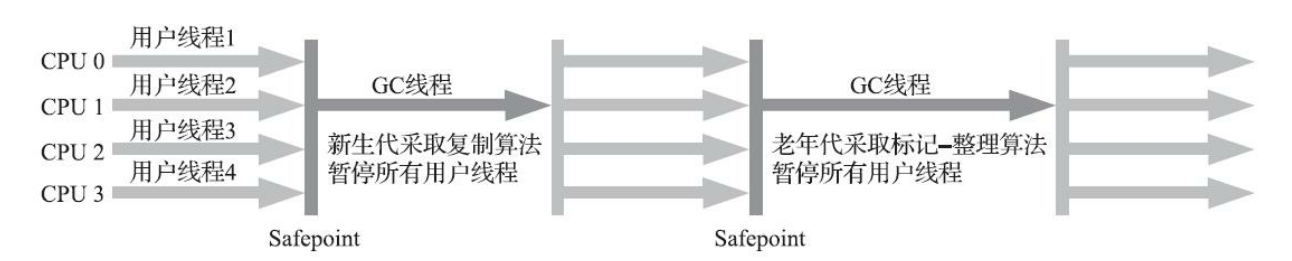 用户线程1
CPU 0
用户线程2
CPU 1
用户线程3
CPU 2
用户线程4
CPU 3
GC线程
新生代采取复制算法
暂停所有用户线程
Safepoint
GC线程
老年代采取标记–整理算法
暂停所有用户线程
Safepoint